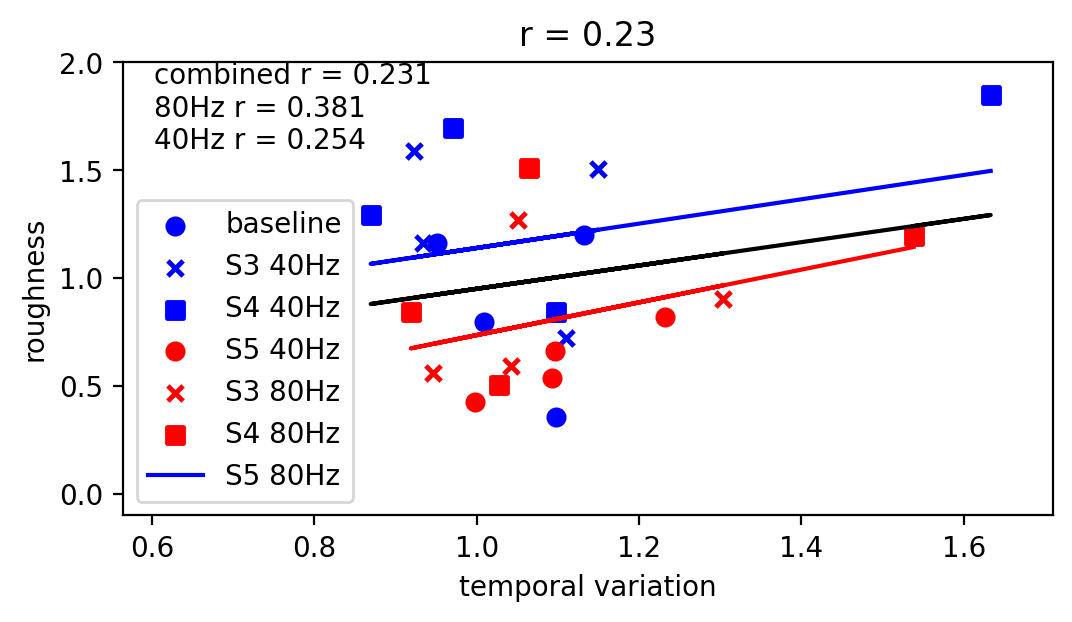 r = 0.23
combined r = 0.231
80Hz r = 0.381
40Hz r = 0.254
baseline
S3 40Hz
S4 40Hz
S5 40Hz
S3 80Hz
S4 80Hz
S5 80Hz
roughness
2.0
1.5
1.0
0.5
0.0
0.6 0.8 1.0 1.2 1.4 1.6
temporal variation